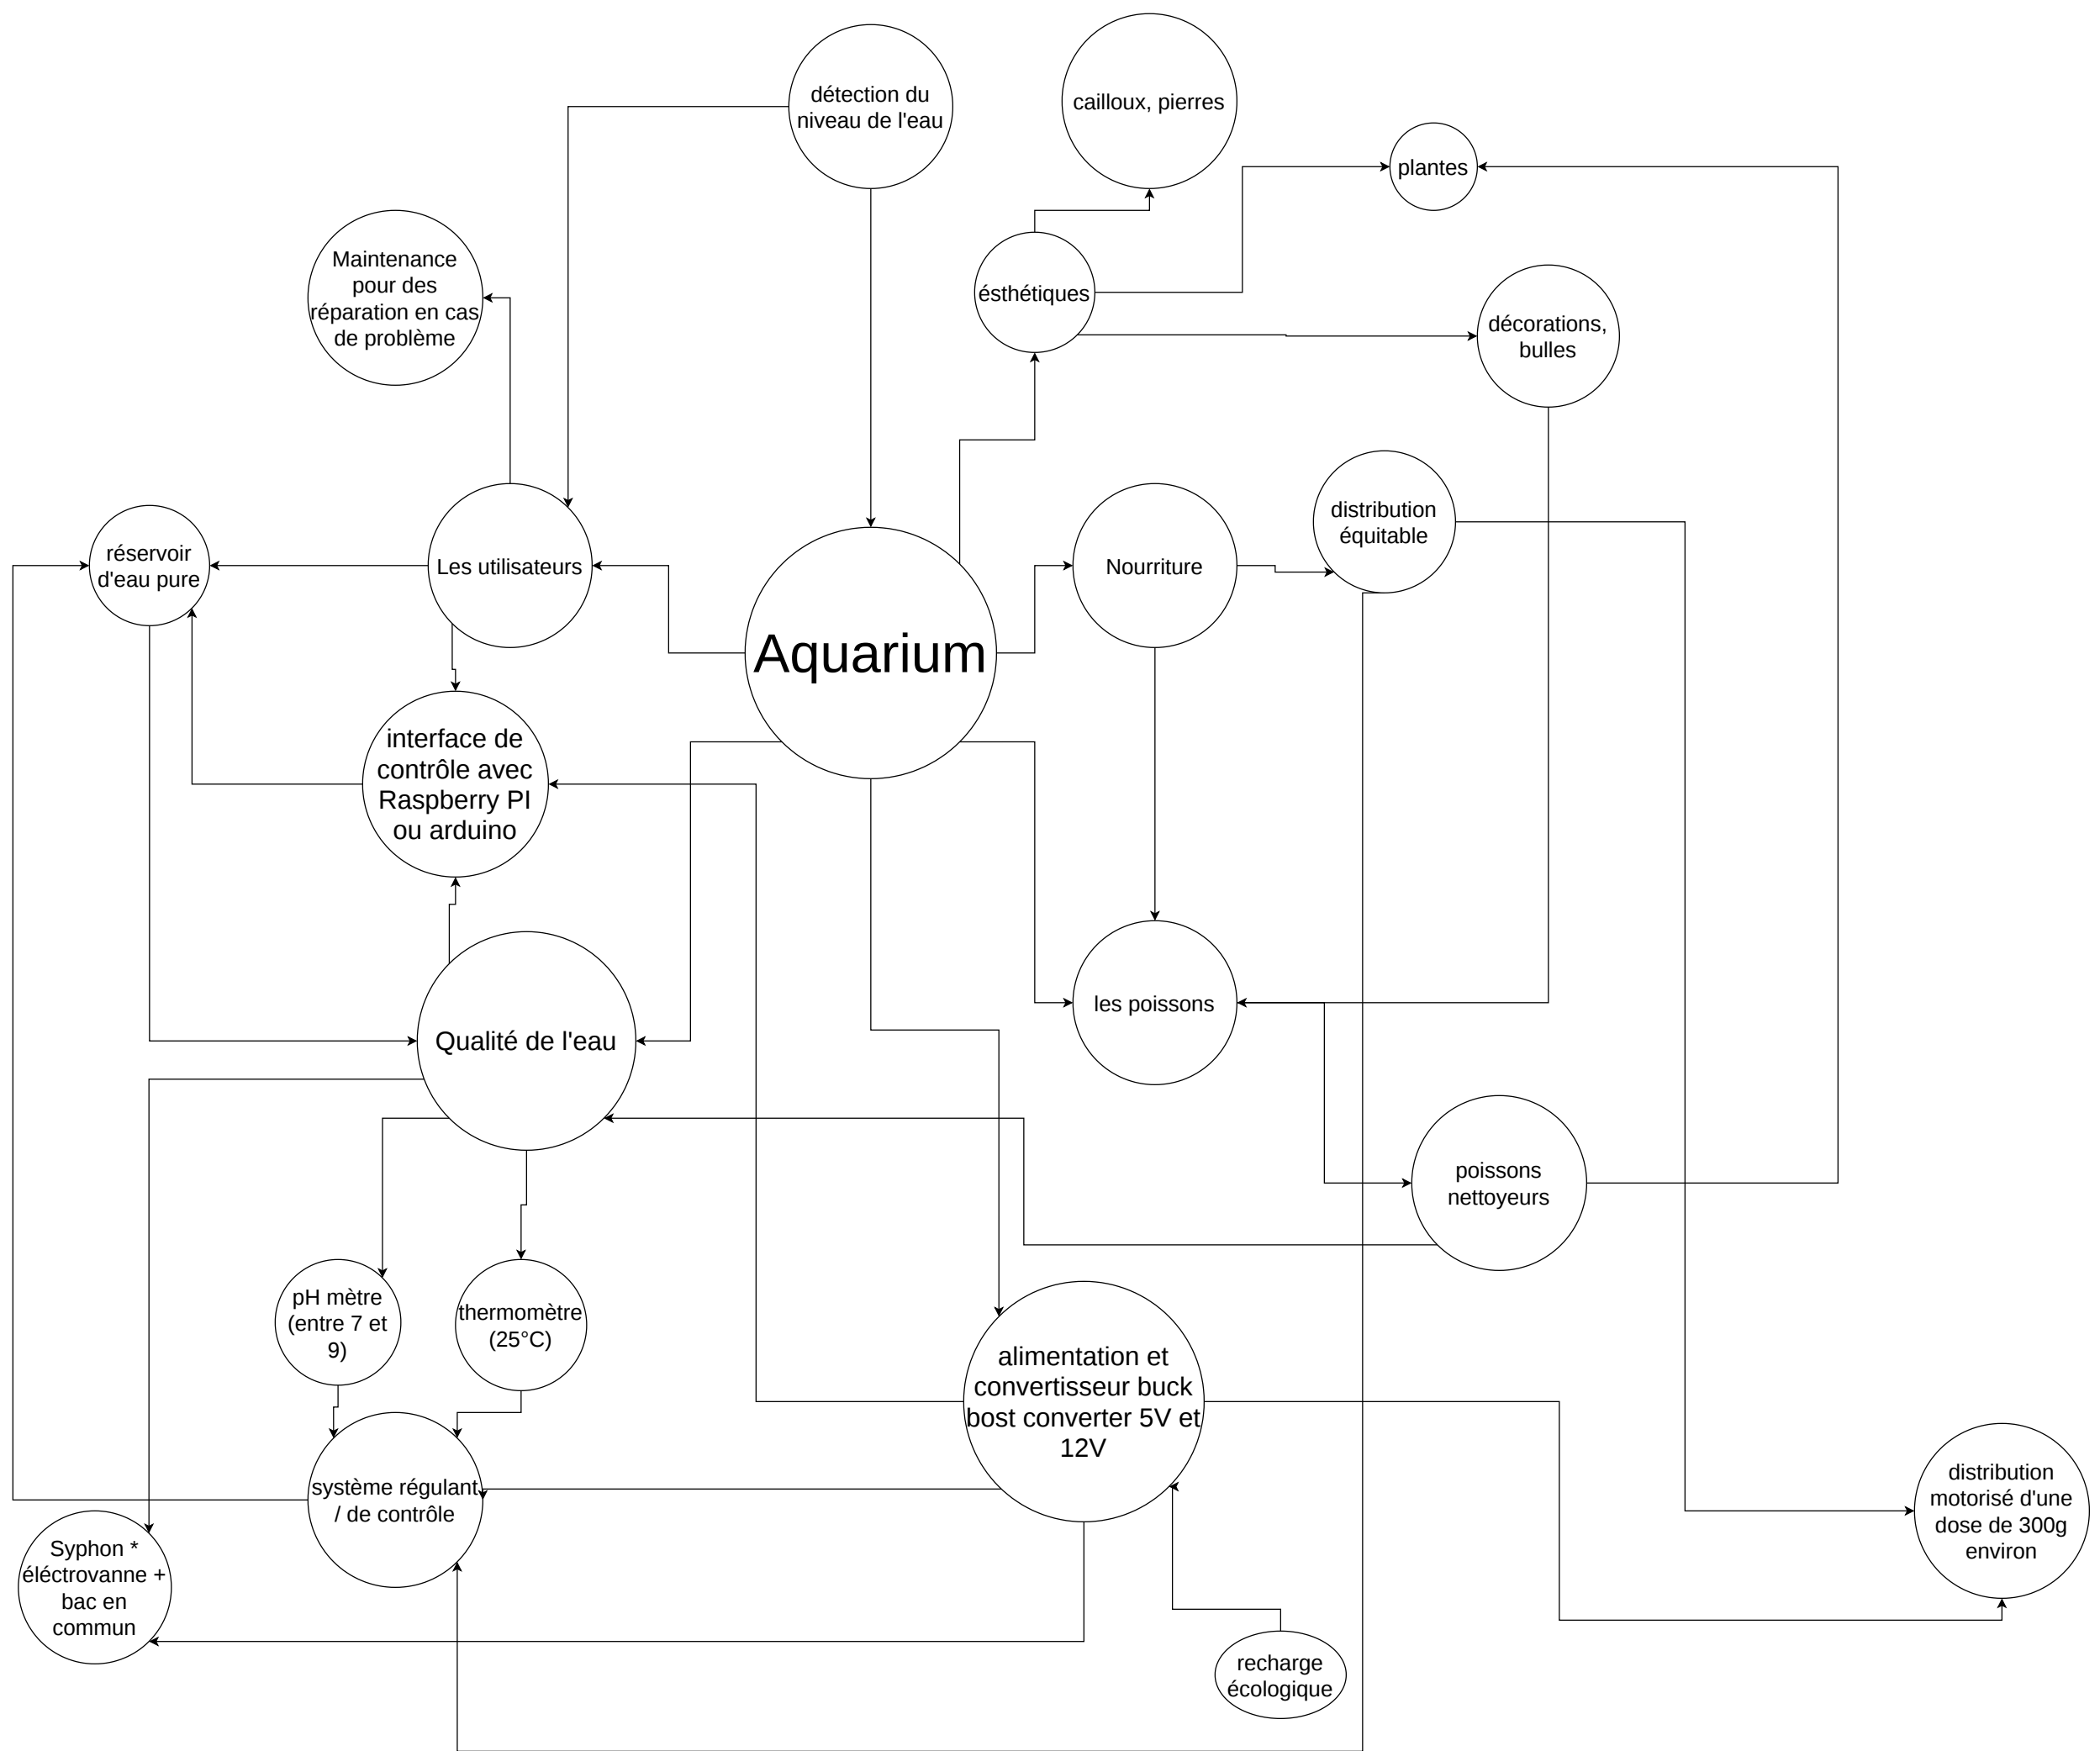 détection du
niveau de l'eau
cailloux, pierres
plantes
Maintenance
pour des
réparation en cas
de problème
ésthétiques
décorations,
bulles
réservoir
d'eau pure
Les utilisateurs
Nourriture
distribution
équitable
Aquarium
interface de
contrôle avec
Raspberry PI
ou arduino
Qualité de l'eau
les poissons
poissons
nettoyeurs
pH mètre
(entre 7 et
9)
thermomètre
(25°C)
alimentation et
convertisseur buck
bost converter 5V et
12V
système régulant
/ de contrôle
distribution
motorisé d'une
dose de 300g
environ
Syphon *
éléctrovanne +
bac en
commun
recharge
écologique